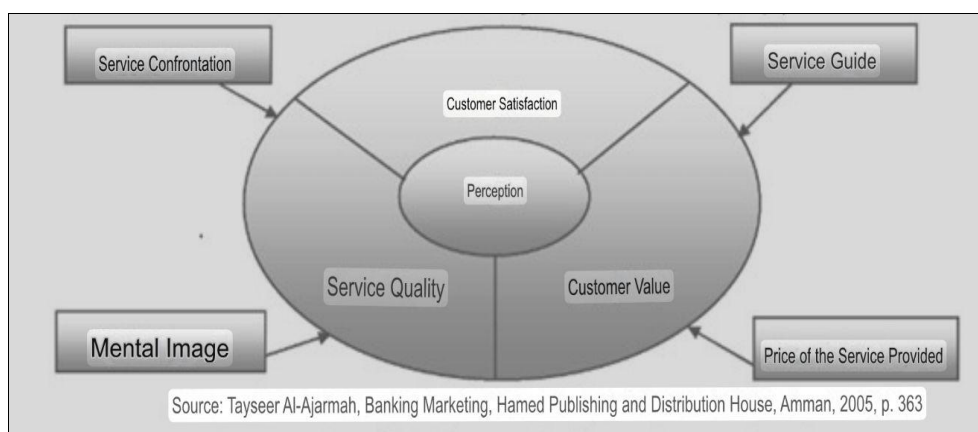 Service Confrontation
Service Guide
Customer Satisfaction
Perception
Service Quality
Customer Value
Mental Image
Price of the Service Provided
Source: Tayseer Al-Ajarmah, Banking Marketing, Hamed Publishing and Distribution House, Amman, 2005, p. 363